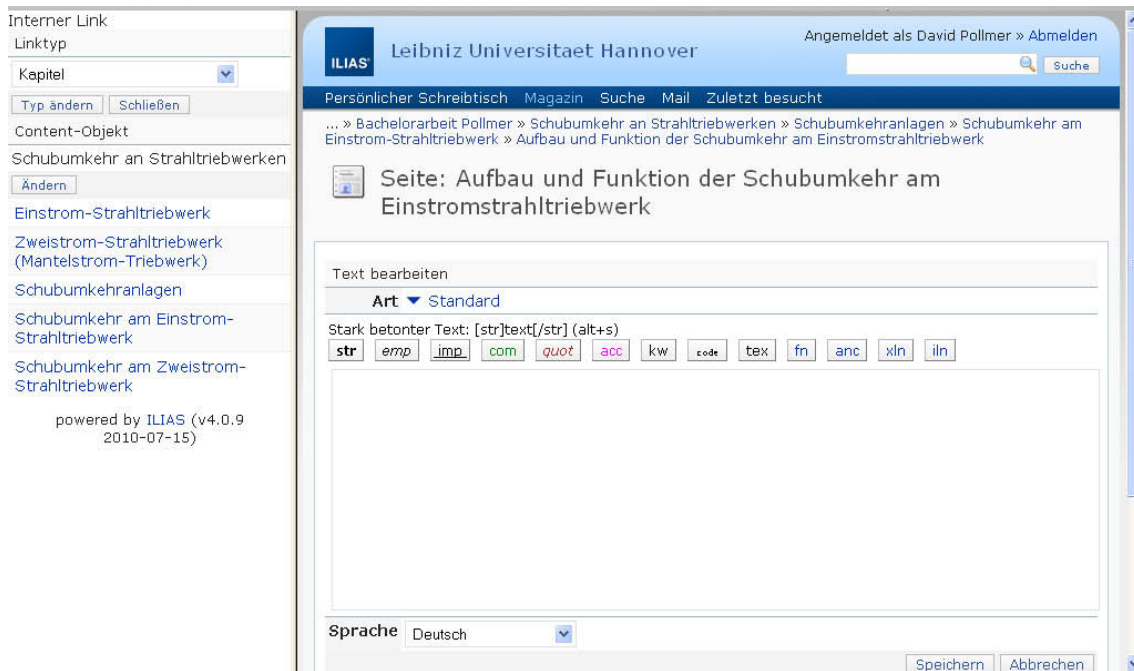 Interner Link
Linktyp
Kapitel
Typ ändern Schließen
Content-Objekt
Schubumkehr an Strahltriebwerken
Ändern
Einstrom-Strahltriebwerk
Zweistrom-Strahltriebwerk
(Mantelstrom-Triebwerk)
Schubumkehranlagen
Schubumkehr am Einstrom-
Strahltriebwerk
Schubumkehr am Zweistrom-
Strahltriebwerk
powered by ILIAS (v4.0.9
2010-07-15)
ILIAS
Leibniz Universitaet Hannover
Angemeldet als David Pollmer » Abmelden
Suche
Persönlicher Schreibtisch Magazin Suche Mail Zuletzt besucht
... » Bachelorarbeit Pollmer » Schubumkehr an Strahltriebwerken » Schubumkehranlagen » Schubumkehr am
Einstrom-Strahltriebwerk » Aufbau und Funktion der Schubumkehr am Einstromstrahltriebwerk
Seite: Aufbau und Funktion der Schubumkehr am
Einstromstrahltriebwerk
Text bearbeiten
Art Standard
Stark betonter Text: [str]text[/str] (alt+s)
str emp imp com quot acc kw code tex fn anc xln iln
Sprache Deutsch
Speichern Abbrechen